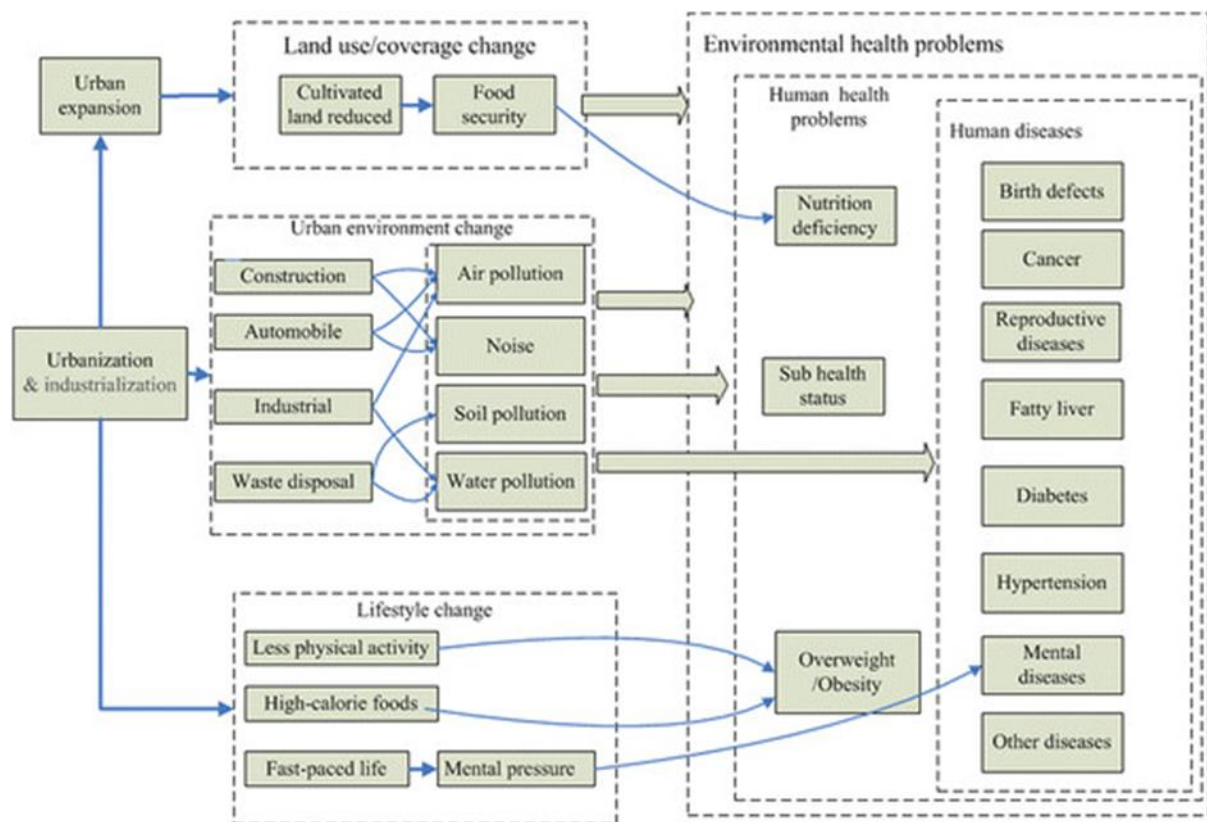 Land use/coverage change
Environmental health problems
Urban
expansion
Cultivated
land reduced
Food
security
Human health
problems
Human diseases
Birth defects
Nutrition
deficiency
Urban environment change
Construction
Air pollution
Cancer
Automobile
Noise
Reproductive
diseases
Urbanization
& industrialization
Sub health
status
Industrial
Soil pollution
Fatty liver
Waste disposal
Water pollution
Diabetes
Hypertension
Lifestyle change
Less physical activity
Overweight
/Obesity
Mental
diseases
High-calorie foods
Other diseases
Fast-paced life
Mental pressure